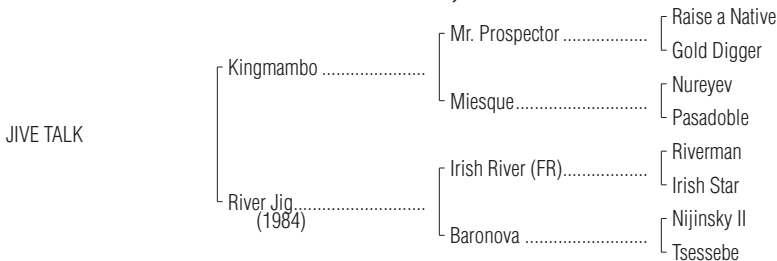 Raise a Native
Mr. Prospector ..................
Gold Digger
Kingmambo ......................
Nureyev
Miesque............................
Pasadoble
JIVE TALK
Riverman
Irish River (FR)..................
Irish Star
River Jig............................
(1984)
Nijinsky II
Baronova ..........................
Tsessebe